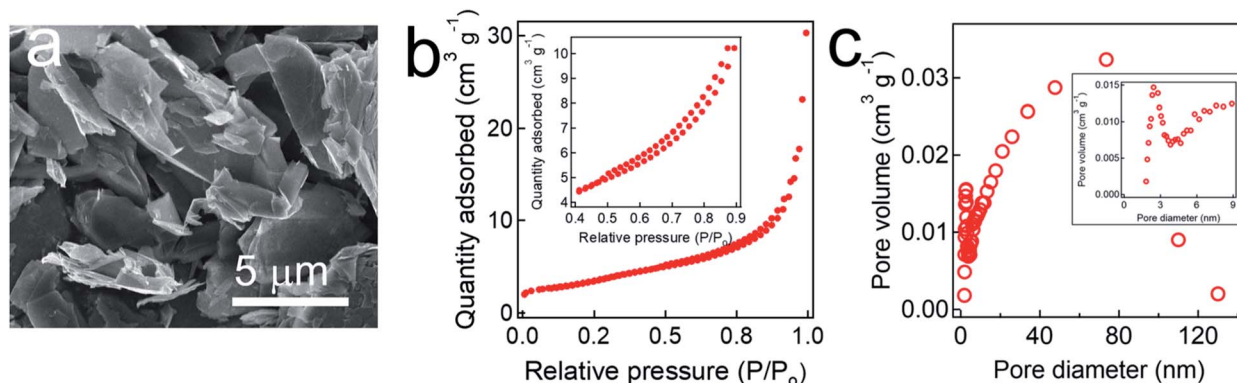 a
5 µm
b
Quantity adsorbed (cm³ g⁻¹)
30
20
10
0
0.0 0.2 0.5 0.8 1.0
Relative pressure (P/Pₒ)
Quantity adsorbed (cm³ g⁻¹)
10
9
8
7
6
5
4
0.4 0.5 0.6 0.7 0.8 0.9
Relative pressure (P/Pₒ)
c
Pore volume (cm³ g⁻¹)
0.03
0.02
0.01
0.00
0 40 80 120
Pore diameter (nm)
Pore volume (cm³ g⁻¹)
0.015
0.010
0.005
0.000
0 3 6 9
Pore diameter (nm)